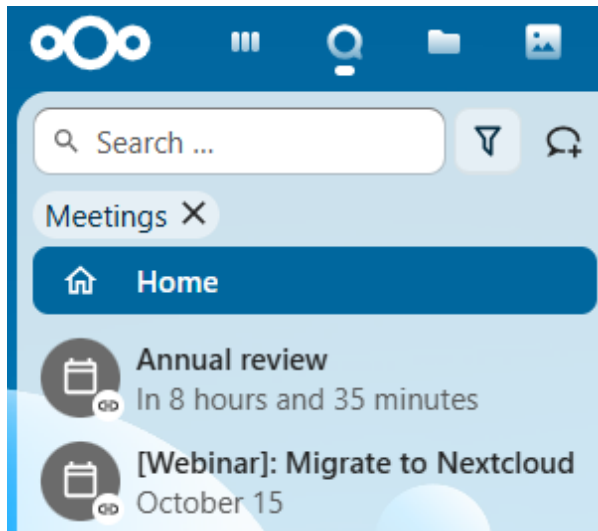 Search ...
Meetings
Home
Annual review
In 8 hours and 35 minutes
[Webinar]: Migrate to Nextcloud
October 15